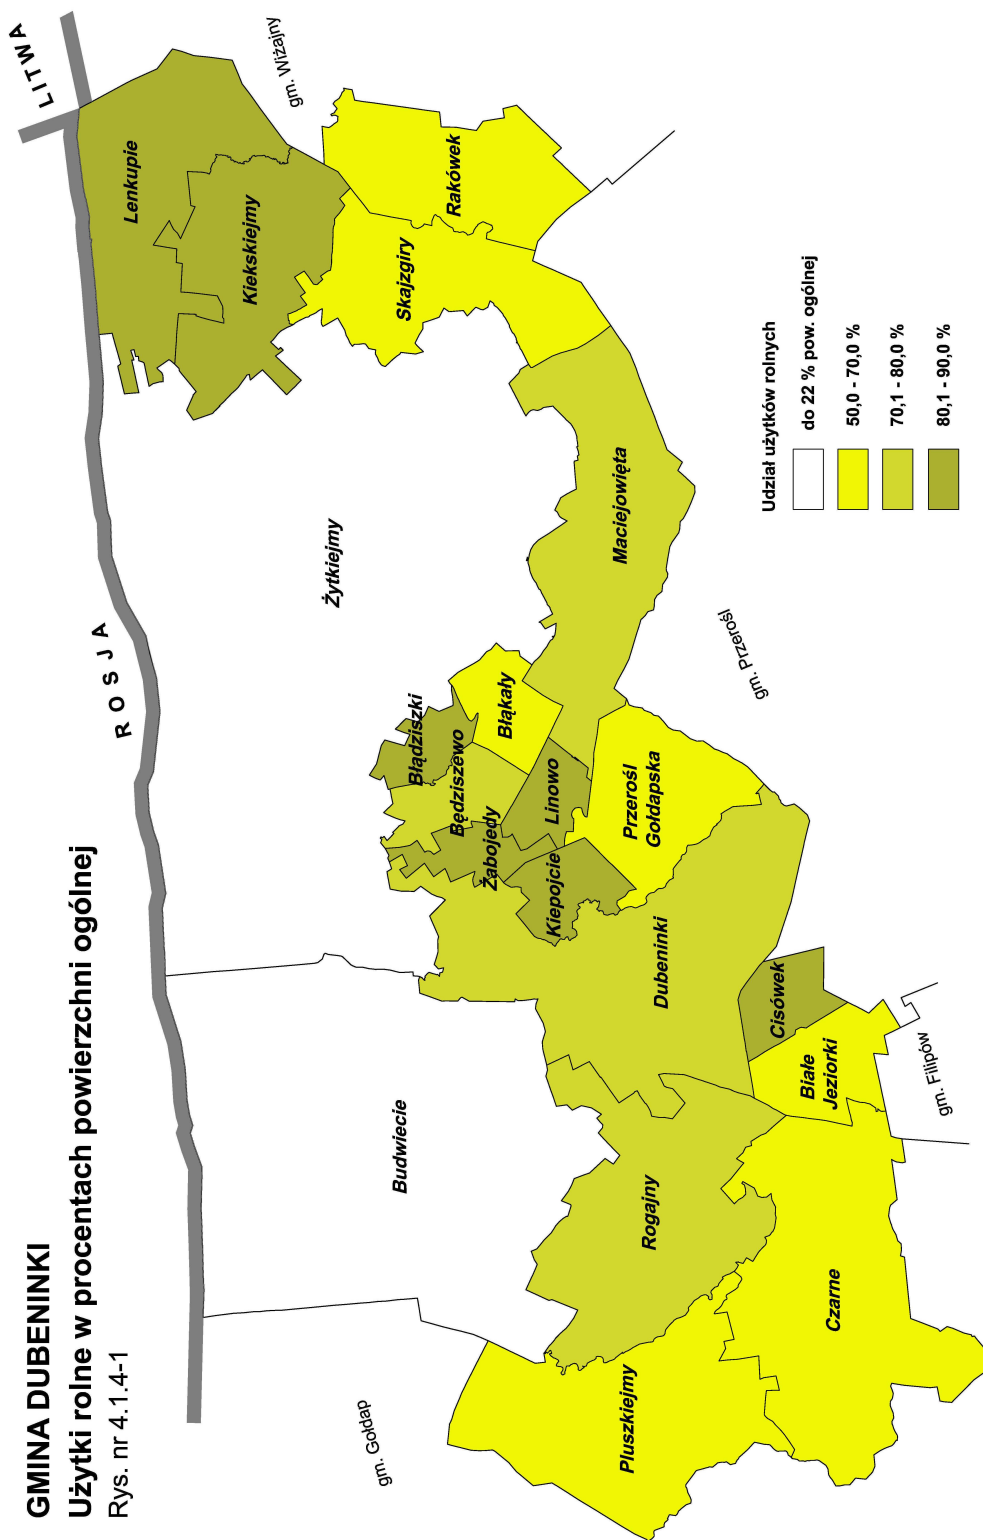 GMINA DUBENINKI
Użytki rolne w procentach powierzchni ogólnej
Rys. nr 4.1.4-1
LITWA
ROSJA
gm. Wiżajny
Lenkupie
Kiekskiejmy
Rakówek
Skajzgiry
Żytkiejmy
Maciejowięta
Błądziszki
Błąkały
Będziszewo
Linowo
Żabojedy
Kiepojcie
Przerośl
Gołdapska
gm. Przerośl
Dubeninki
Cisówek
Białe
Jeziorki
gm. Filipów
Budwiecie
Rogajny
Czarne
Pluszkiejmy
gm. Gołdap
Udział użytków rolnych
do 22 % pow. ogólnej
50,0 - 70,0 %
70,1 - 80,0 %
80,1 - 90,0 %